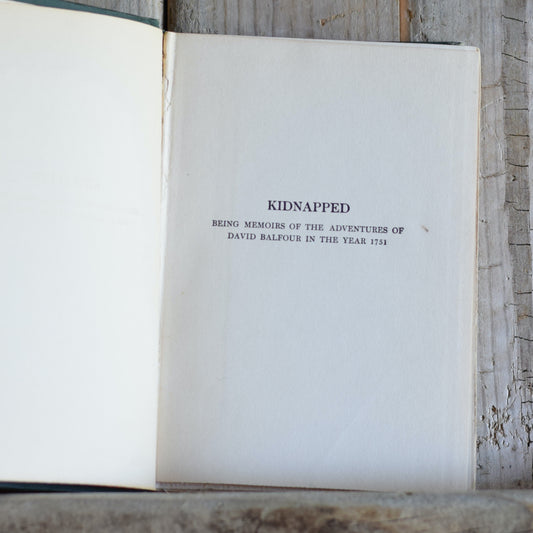 KIDNAPPED
BEING MEMOIRS OF THE ADVENTURES OF
DAVID BALFOUR IN THE YEAR 1751